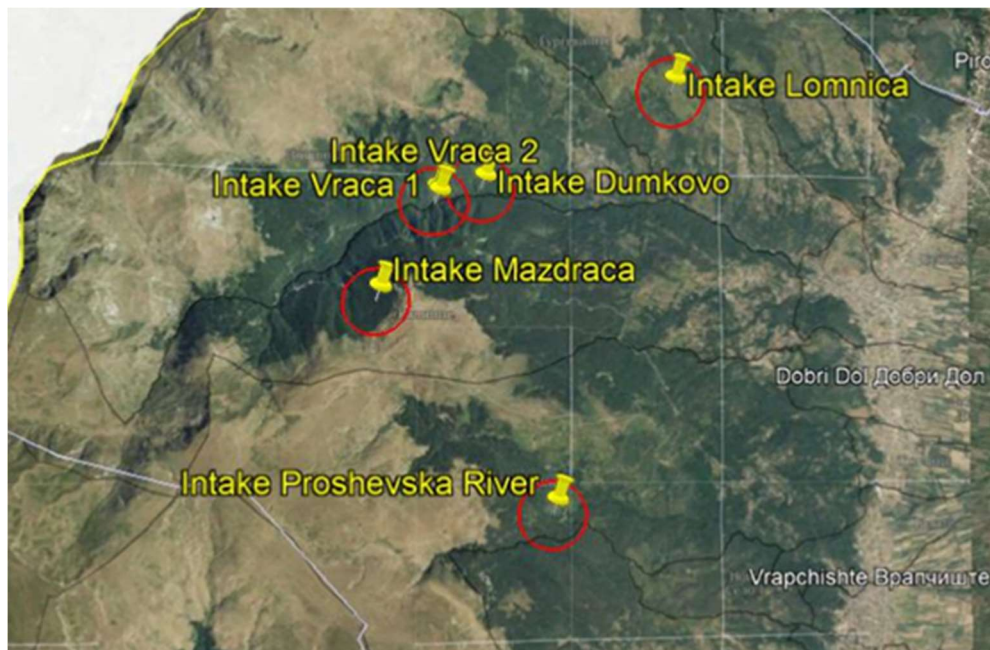 Piro
Intake Lomnica
Intake Vraca 2
Intake Vraca 1
Intake Dumkovo
Intake Mazdraca
Dobri Dol Добри Дол
Intake Proshevska River
Vrapchishte Врапчиште